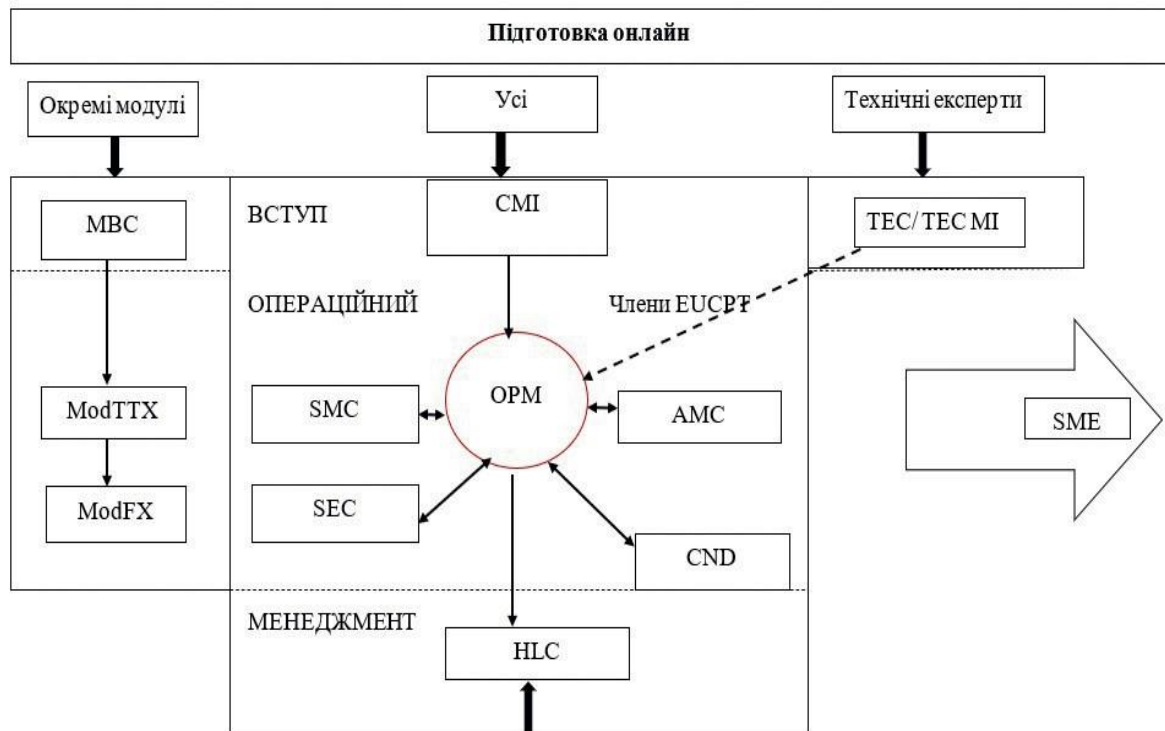 Підготовка онлайн
Окремі модулі
Усі
Технічні експерти
MBC
ВСТУП
CMI
TEC/ TEC MI
ОПЕРАЦІЙНИЙ
Члени EUCPT
ModTTX
SMC
OPM
AMC
SME
ModFX
SEC
CND
МЕНЕДЖМЕНТ
HLC